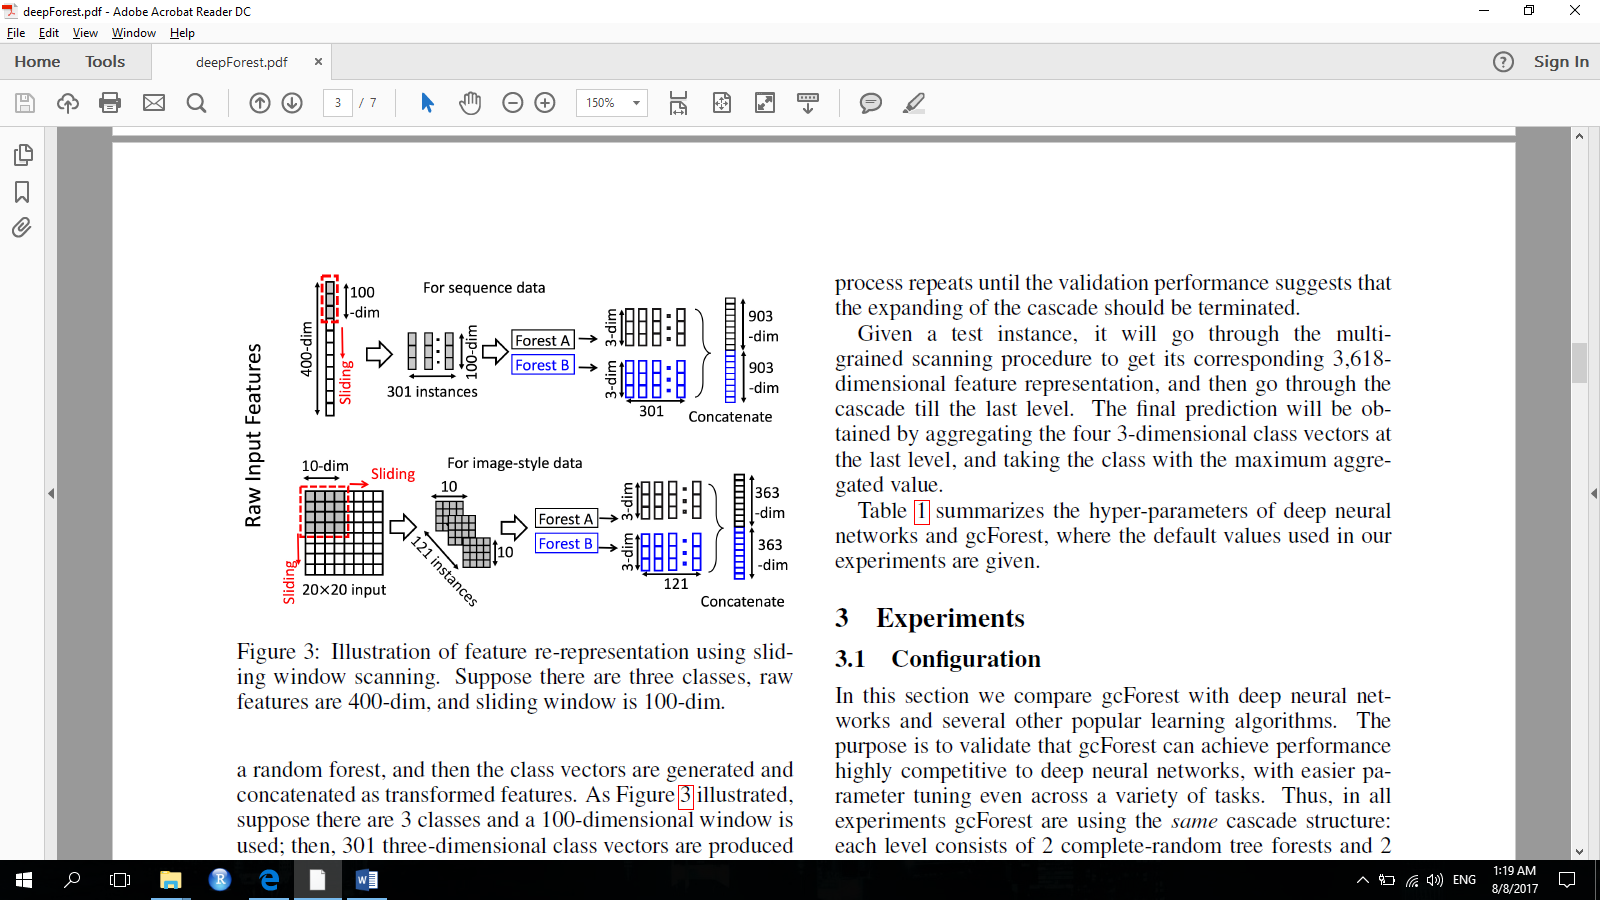 deepForest.pdf - Adobe Acrobat Reader DC
File Edit View Window Help
Home Tools deepForest.pdf × ? Sign In
3 / 7 150%
Raw Input Features
For sequence data
400-dim
100
-dim
Sliding
301 instances
100-dim
Forest A
Forest B
3-dim
3-dim
301
903
-dim
903
-dim
Concatenate
For image-style data
10-dim
Sliding
Sliding
20×20 input
10
10
121 instances
Forest A
Forest B
3-dim
3-dim
121
363
-dim
363
-dim
Concatenate
Figure 3: Illustration of feature re-representation using slid-
ing window scanning. Suppose there are three classes, raw
features are 400-dim, and sliding window is 100-dim.
a random forest, and then the class vectors are generated and
concatenated as transformed features. As Figure 3 illustrated,
suppose there are 3 classes and a 100-dimensional window is
used; then, 301 three-dimensional class vectors are produced
process repeats until the validation performance suggests that
the expanding of the cascade should be terminated.
Given a test instance, it will go through the multi-
grained scanning procedure to get its corresponding 3,618-
dimensional feature representation, and then go through the
cascade till the last level. The final prediction will be ob-
tained by aggregating the four 3-dimensional class vectors at
the last level, and taking the class with the maximum aggre-
gated value.
Table 1 summarizes the hyper-parameters of deep neural
networks and gcForest, where the default values used in our
experiments are given.
3 Experiments
3.1 Configuration
In this section we compare gcForest with deep neural net-
works and several other popular learning algorithms. The
purpose is to validate that gcForest can achieve performance
highly competitive to deep neural networks, with easier pa-
rameter tuning even across a variety of tasks. Thus, in all
experiments gcForest are using the same cascade structure:
each level consists of 2 complete-random tree forests and 2
R
ENG
1:19 AM
8/8/2017